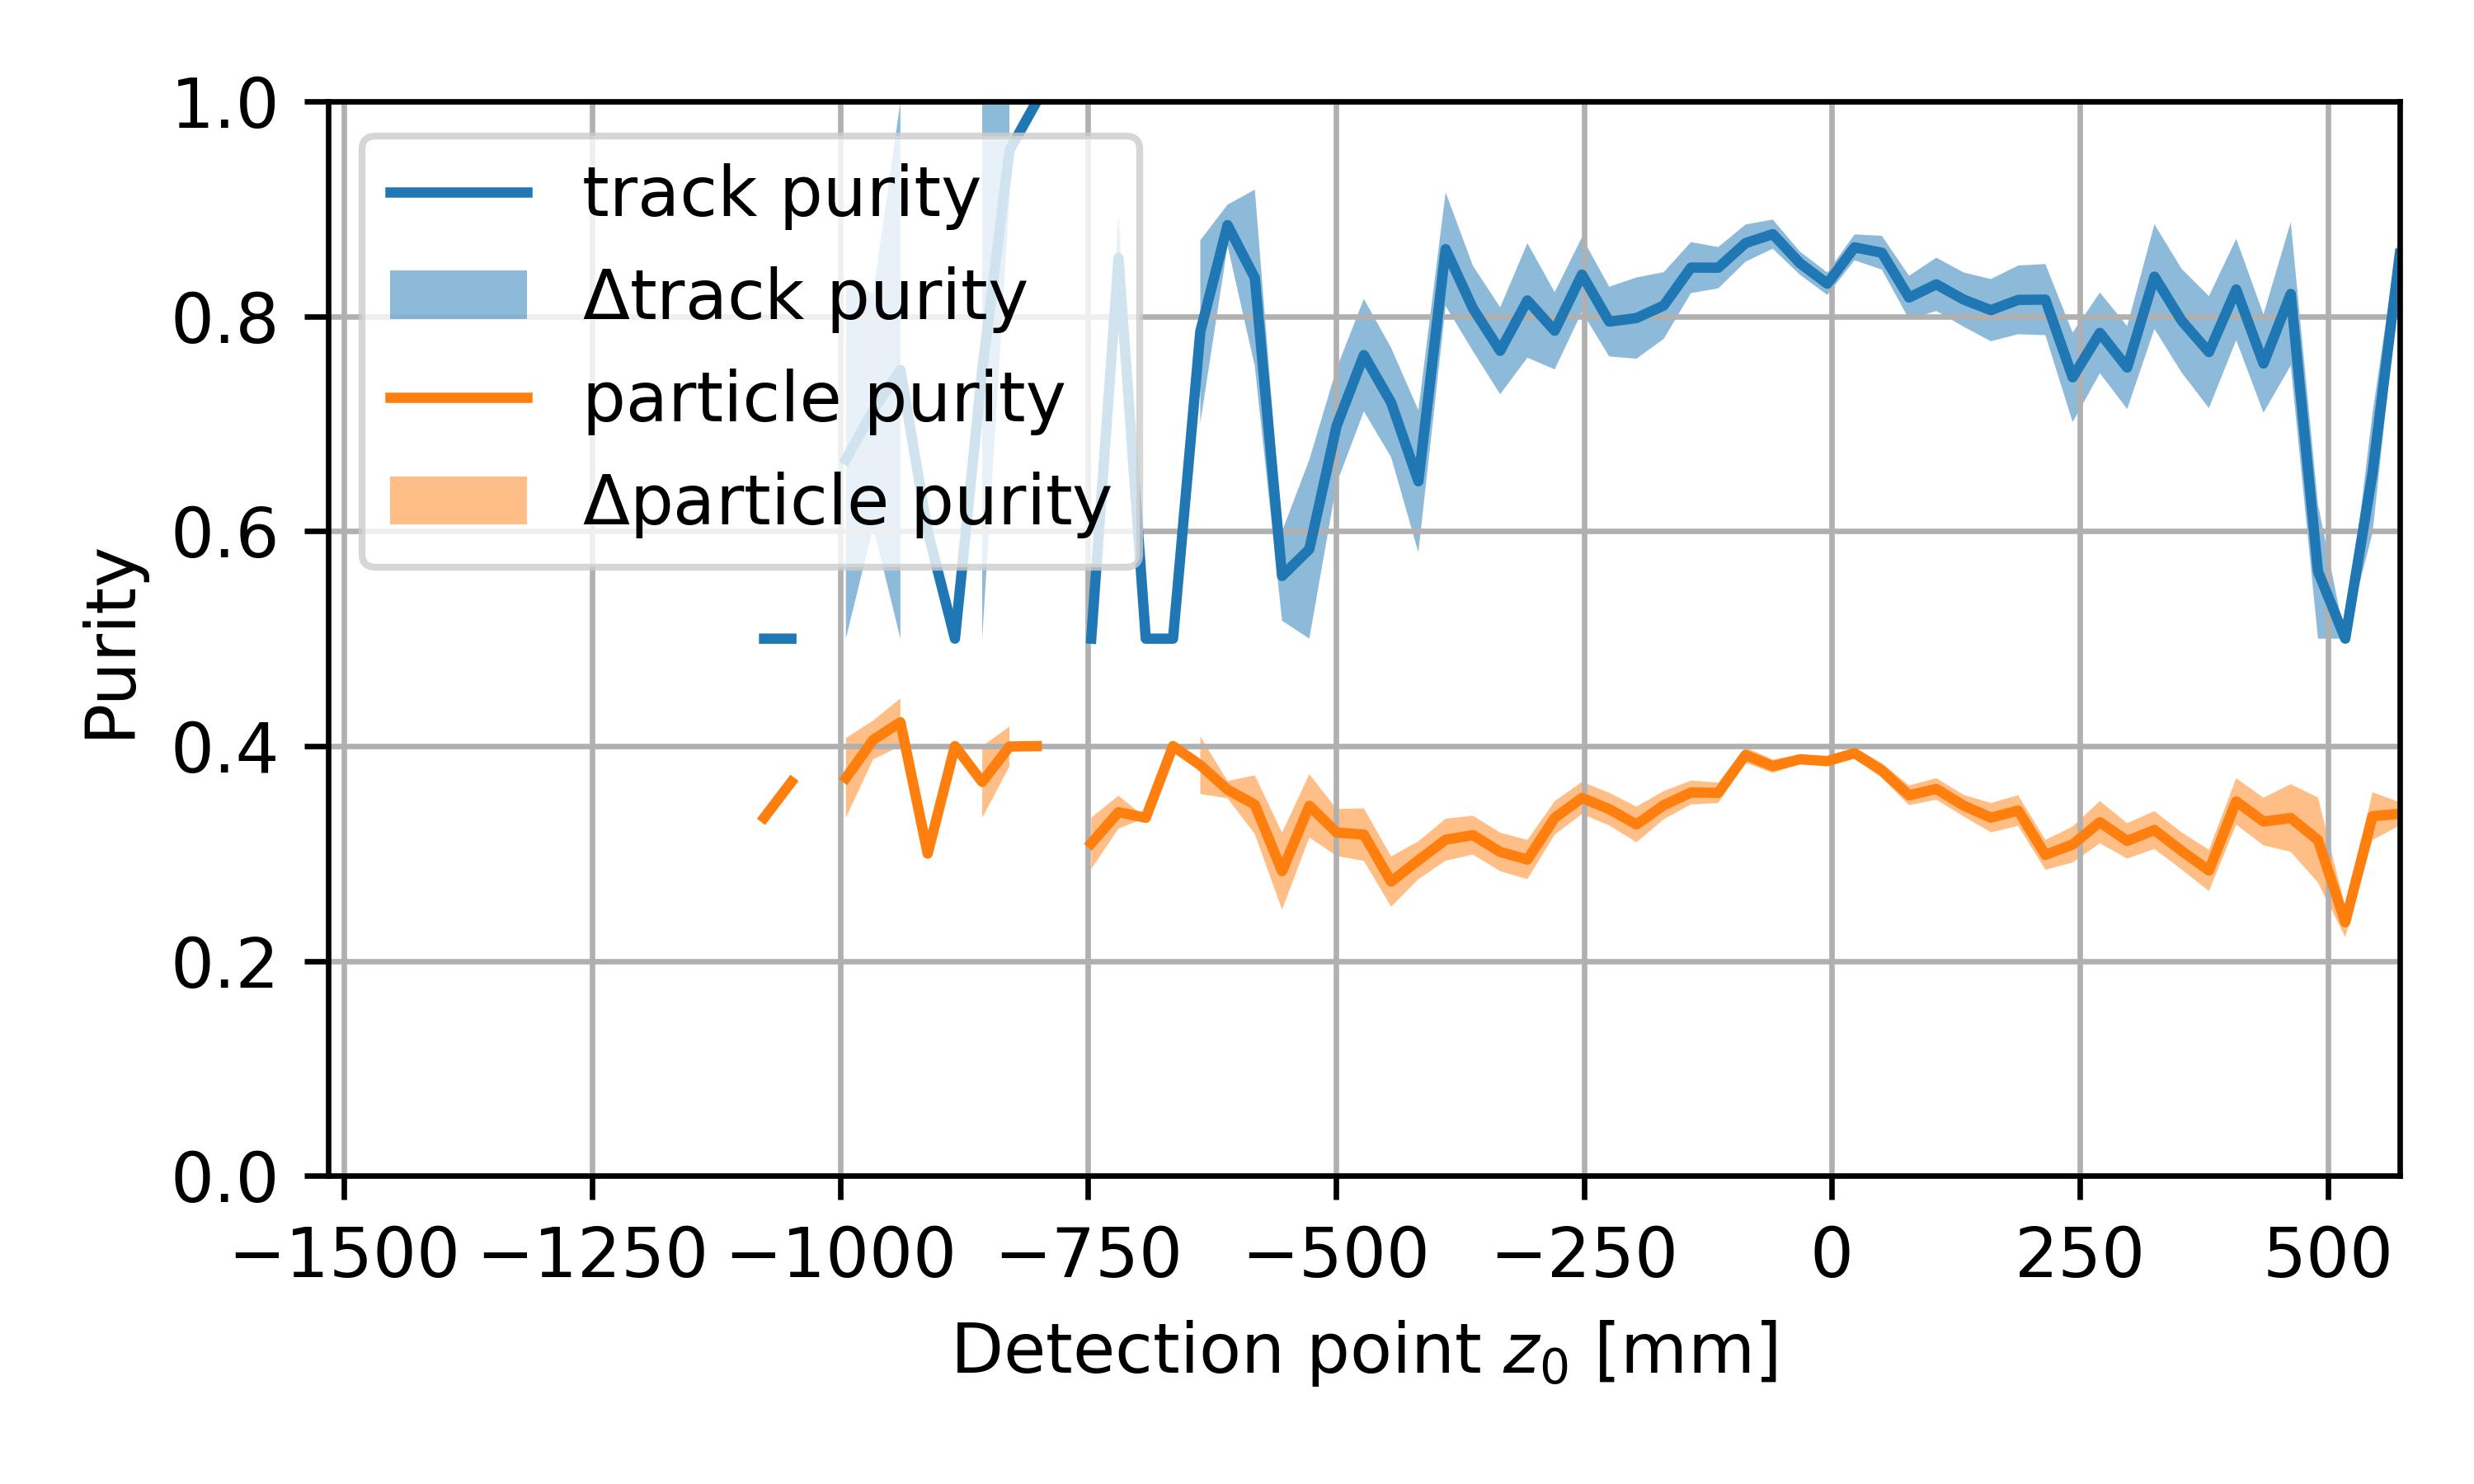 1.0
0.8
0.6
0.4
0.2
0.0
Purity
track purity
Δtrack purity
particle purity
Δparticle purity
−1500 −1250 −1000 −750 −500 −250 0 250 500
Detection point z₀ [mm]